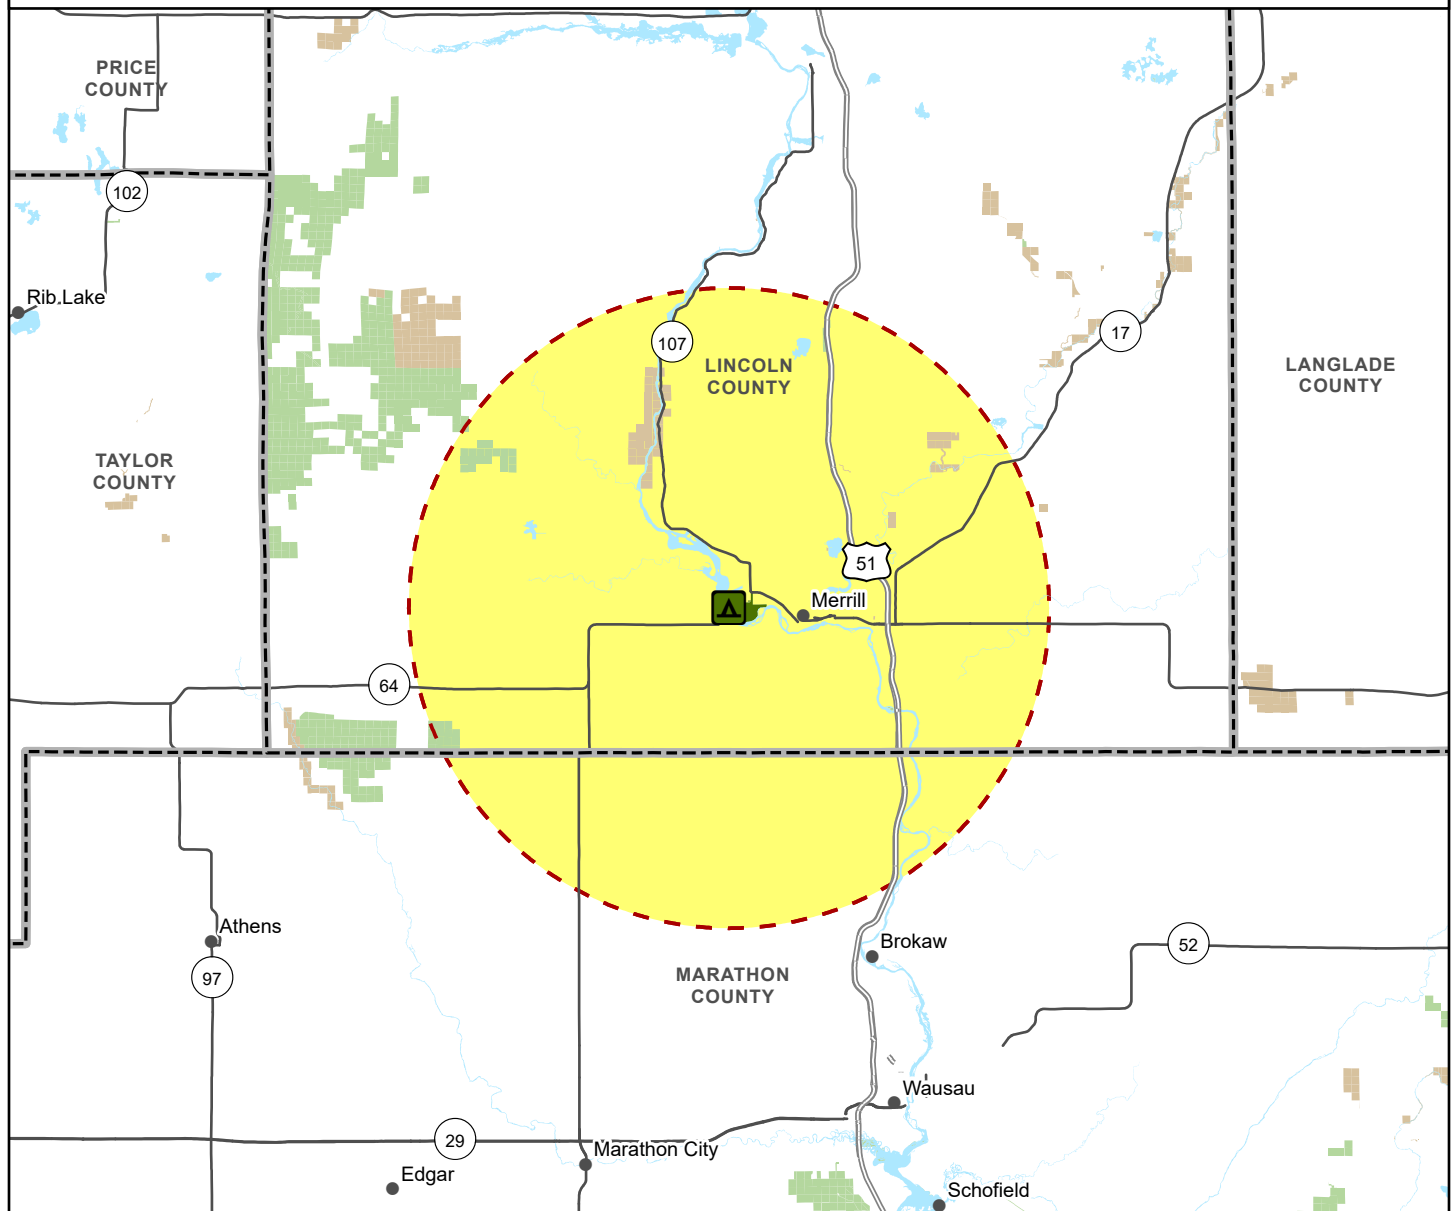 PRICE
COUNTY
102
Rib Lake
107
LINCOLN
COUNTY
17
LANGLADE
COUNTY
TAYLOR
COUNTY
51
Merrill
64
Athens
97
Brokaw
52
MARATHON
COUNTY
Wausau
29
Marathon City
Edgar
Schofield